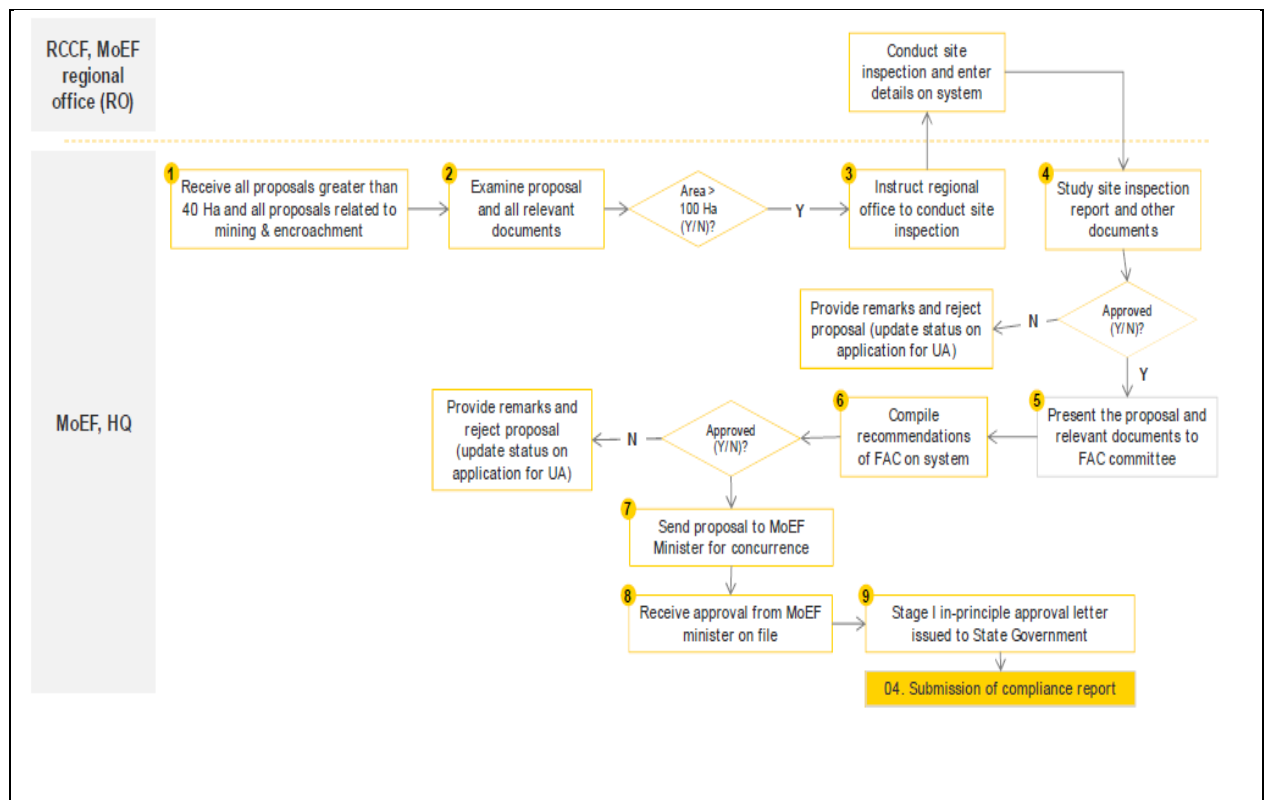 RCCF, MoEF
regional
office (RO)
Conduct site
inspection and enter
details on system
MoEF, HQ
1
Receive all proposals greater than
40 Ha and all proposals related to
mining & encroachment
2
Examine proposal
and all relevant
documents
Area >
100 Ha
(Y/N)?
Y
3
Instruct regional
office to conduct site
inspection
4
Study site inspection
report and other
documents
Approved
(Y/N)?
N
Provide remarks and reject
proposal (update status on
application for UA)
Y
5
Present the proposal and
relevant documents to
FAC committee
6
Compile
recommendations
of FAC on system
Approved
(Y/N)?
N
Provide remarks and
reject proposal
(update status on
application for UA)
7
Send proposal to MoEF
Minister for concurrence
8
Receive approval from MoEF
minister on file
9
Stage I in-principle approval letter
issued to State Government
04. Submission of compliance report